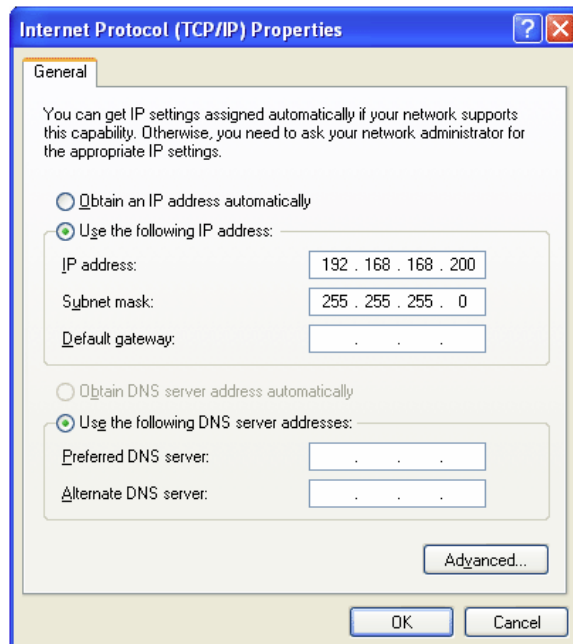 Internet Protocol (TCP/IP) Properties
General
You can get IP settings assigned automatically if your network supports
this capability. Otherwise, you need to ask your network administrator for
the appropriate IP settings.
Obtain an IP address automatically
Use the following IP address:
IP address: 192 . 168 . 168 . 200
Subnet mask: 255 . 255 . 255 . 0
Default gateway: . . .
Obtain DNS server address automatically
Use the following DNS server addresses:
Preferred DNS server: . . .
Alternate DNS server: . . .
Advanced...
OK Cancel